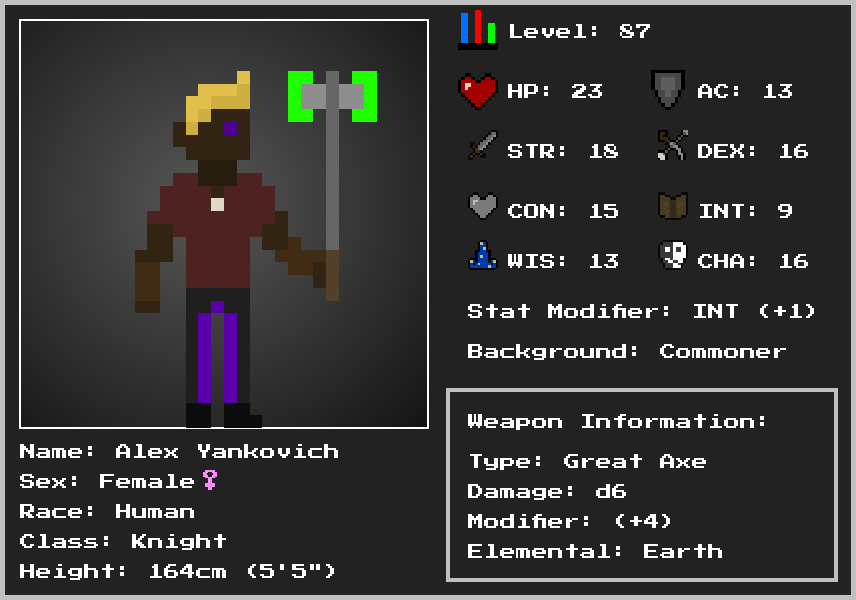 Level: 87
HP: 23
AC: 13
STR: 18
DEX: 16
CON: 15
INT: 9
WIS: 13
CHA: 16
Stat Modifier: INT (+1)
Background: Commoner
Weapon Information:
Type: Great Axe
Damage: d6
Modifier: (+4)
Elemental: Earth
Name: Alex Yankovich
Sex: Female♀
Race: Human
Class: Knight
Height: 164cm (5'5")